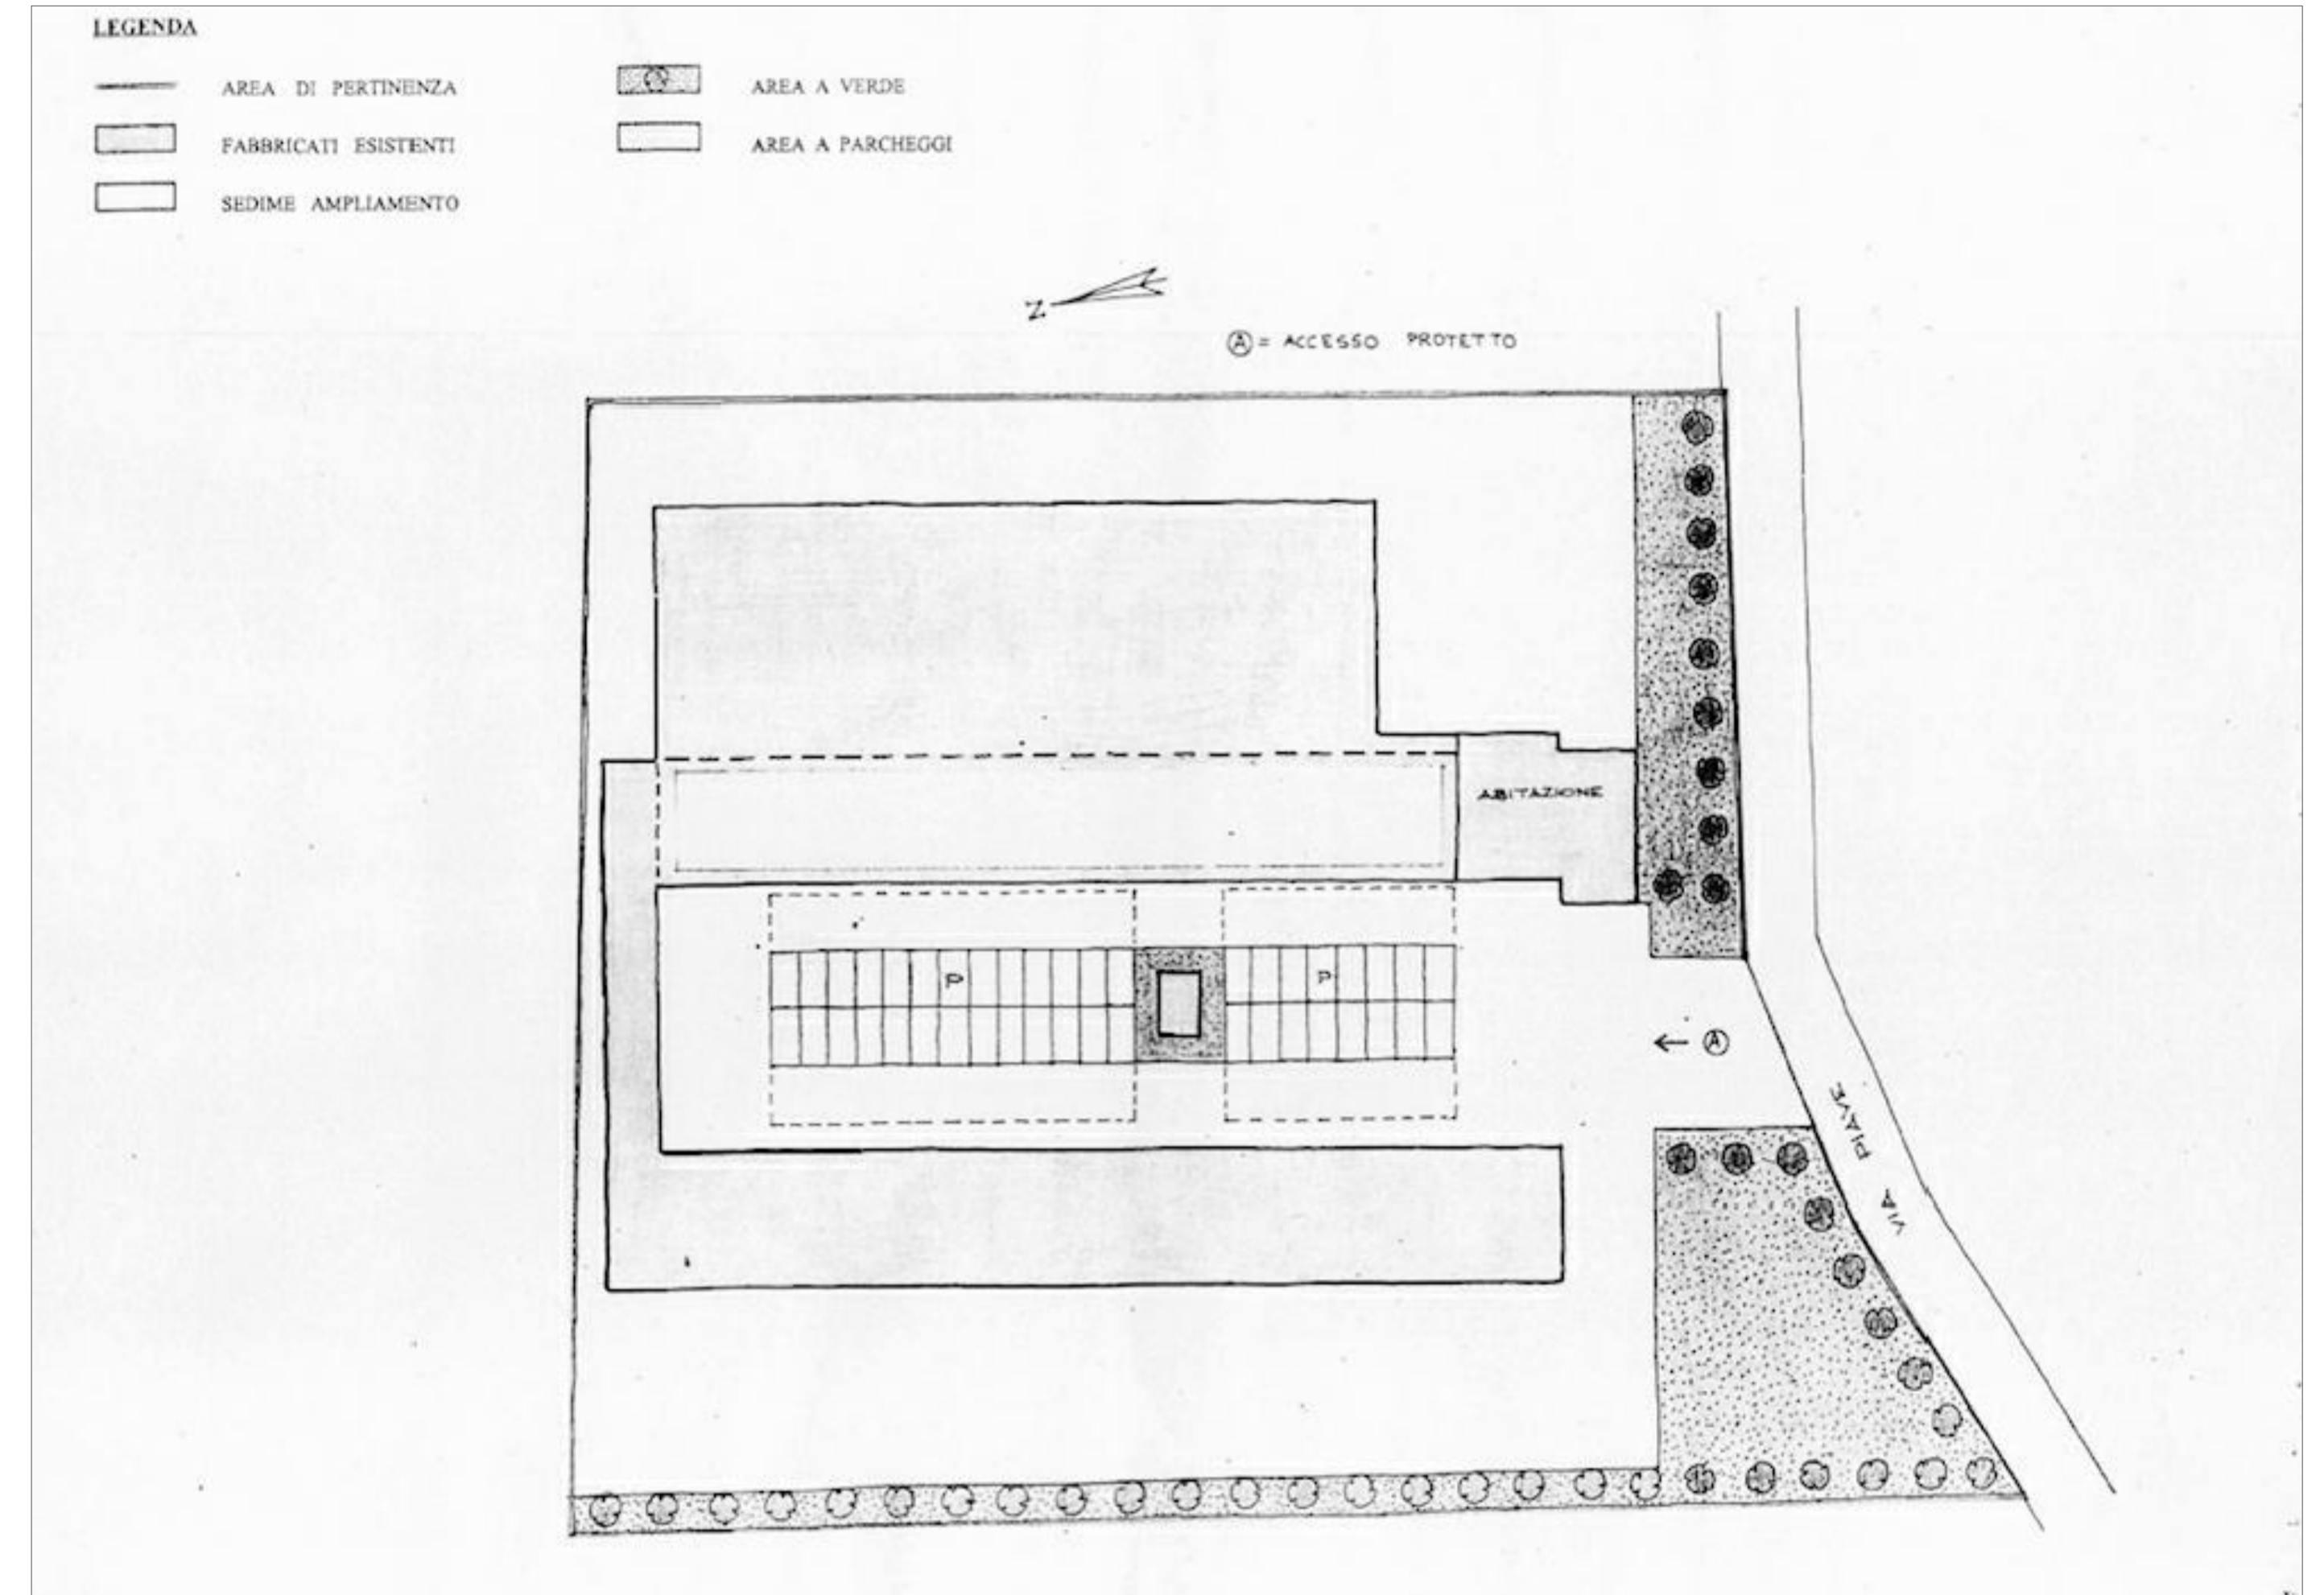 LEGENDA
AREA DI PERTINENZA
FABBRICATI ESISTENTI
SEDIME AMPLIAMENTO
AREA A VERDE
AREA A PARCHEGGI
N
Ⓐ = ACCESSO PROTETTO
ABITAZIONE
P
P
← Ⓐ
VIA PIAVE